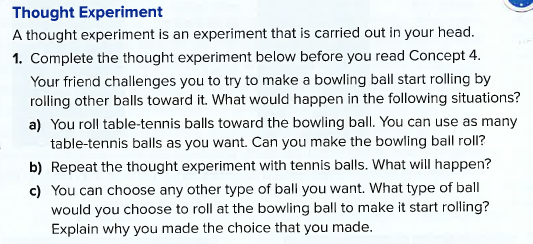 Thought Experiment
A thought experiment is an experiment that is carried out in your head.
1. Complete the thought experiment below before you read Concept 4.
Your friend challenges you to try to make a bowling ball start rolling by
rolling other balls toward it. What would happen in the following situations?
a) You roll table-tennis balls toward the bowling ball. You can use as many
table-tennis balls as you want. Can you make the bowling ball roll?
b) Repeat the thought experiment with tennis balls. What will happen?
c) You can choose any other type of ball you want. What type of ball
would you choose to roll at the bowling ball to make it start rolling?
Explain why you made the choice that you made.